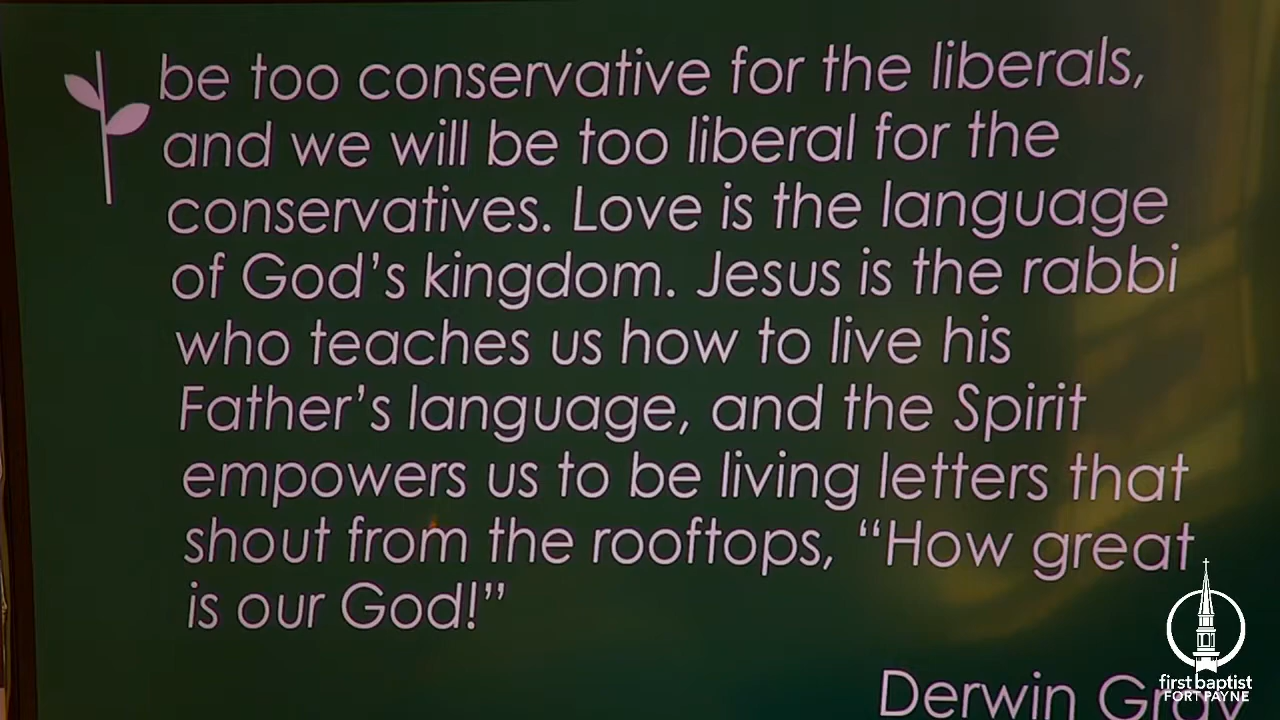 be too conservative for the liberals,
and we will be too liberal for the
conservatives. Love is the language
of God’s kingdom. Jesus is the rabbi
who teaches us how to live his
Father’s language, and the Spirit
empowers us to be living letters that
shout from the rooftops, “How great
is our God!”
Derwin Gray
first baptist
FORT PAYNE